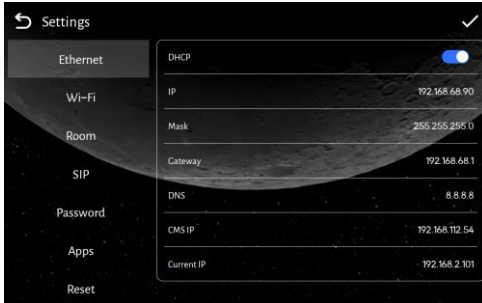 Settings
Ethernet
Wi-Fi
Room
SIP
Password
Apps
Reset
DHCP
IP 192.168.68.90
Mask 255.255.255.0
Gateway 192.168.68.1
DNS 8.8.8.8
CMS IP 192.168.112.54
Current IP 192.168.2.101